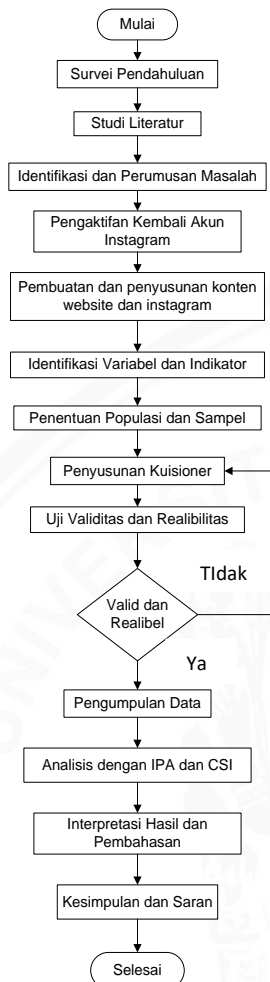 Mulai
Survei Pendahuluan
Studi Literatur
Identifikasi dan Perumusan Masalah
Pengaktifan Kembali Akun
Instagram
Pembuatan dan penyusunan konten
website dan instagram
Identifikasi Variabel dan Indikator
Penentuan Populasi dan Sampel
Penyusunan Kuisioner
Uji Validitas dan Realibilitas
TIdak
Valid dan
Realibel
Ya
Pengumpulan Data
Analisis dengan IPA dan CSI
Interpretasi Hasil dan
Pembahasan
Kesimpulan dan Saran
Selesai